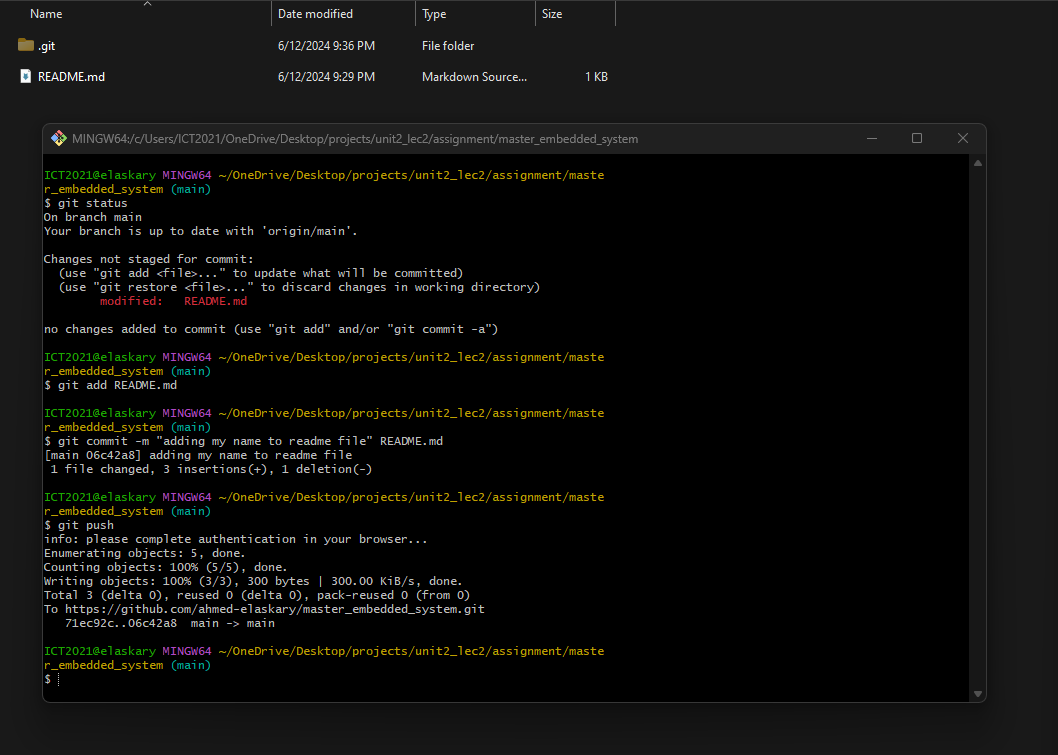 Name Date modified Type Size
.git 6/12/2024 9:36 PM File folder
README.md 6/12/2024 9:29 PM Markdown Source... 1 KB
MINGW64:/c/Users/ICT2021/OneDrive/Desktop/projects/unit2_lec2/assignment/master_embedded_system
ICT2021@elaskary MINGW64 ~/OneDrive/Desktop/projects/unit2_lec2/assignment/maste
r_embedded_system (main)
$ git status
On branch main
Your branch is up to date with 'origin/main'.
Changes not staged for commit:
(use "git add <file>..." to update what will be committed)
(use "git restore <file>..." to discard changes in working directory)
modified: README.md
no changes added to commit (use "git add" and/or "git commit -a")
ICT2021@elaskary MINGW64 ~/OneDrive/Desktop/projects/unit2_lec2/assignment/maste
r_embedded_system (main)
$ git add README.md
ICT2021@elaskary MINGW64 ~/OneDrive/Desktop/projects/unit2_lec2/assignment/maste
r_embedded_system (main)
$ git commit -m "adding my name to readme file" README.md
[main 06c42a8] adding my name to readme file
1 file changed, 3 insertions(+), 1 deletion(-)
ICT2021@elaskary MINGW64 ~/OneDrive/Desktop/projects/unit2_lec2/assignment/maste
r_embedded_system (main)
$ git push
info: please complete authentication in your browser...
Enumerating objects: 5, done.
Counting objects: 100% (5/5), done.
Writing objects: 100% (3/3), 300 bytes | 300.00 KiB/s, done.
Total 3 (delta 0), reused 0 (delta 0), pack-reused 0 (from 0)
To https://github.com/ahmed-elaskary/master_embedded_system.git
71ec92c..06c42a8 main -> main
ICT2021@elaskary MINGW64 ~/OneDrive/Desktop/projects/unit2_lec2/assignment/maste
r_embedded_system (main)
$